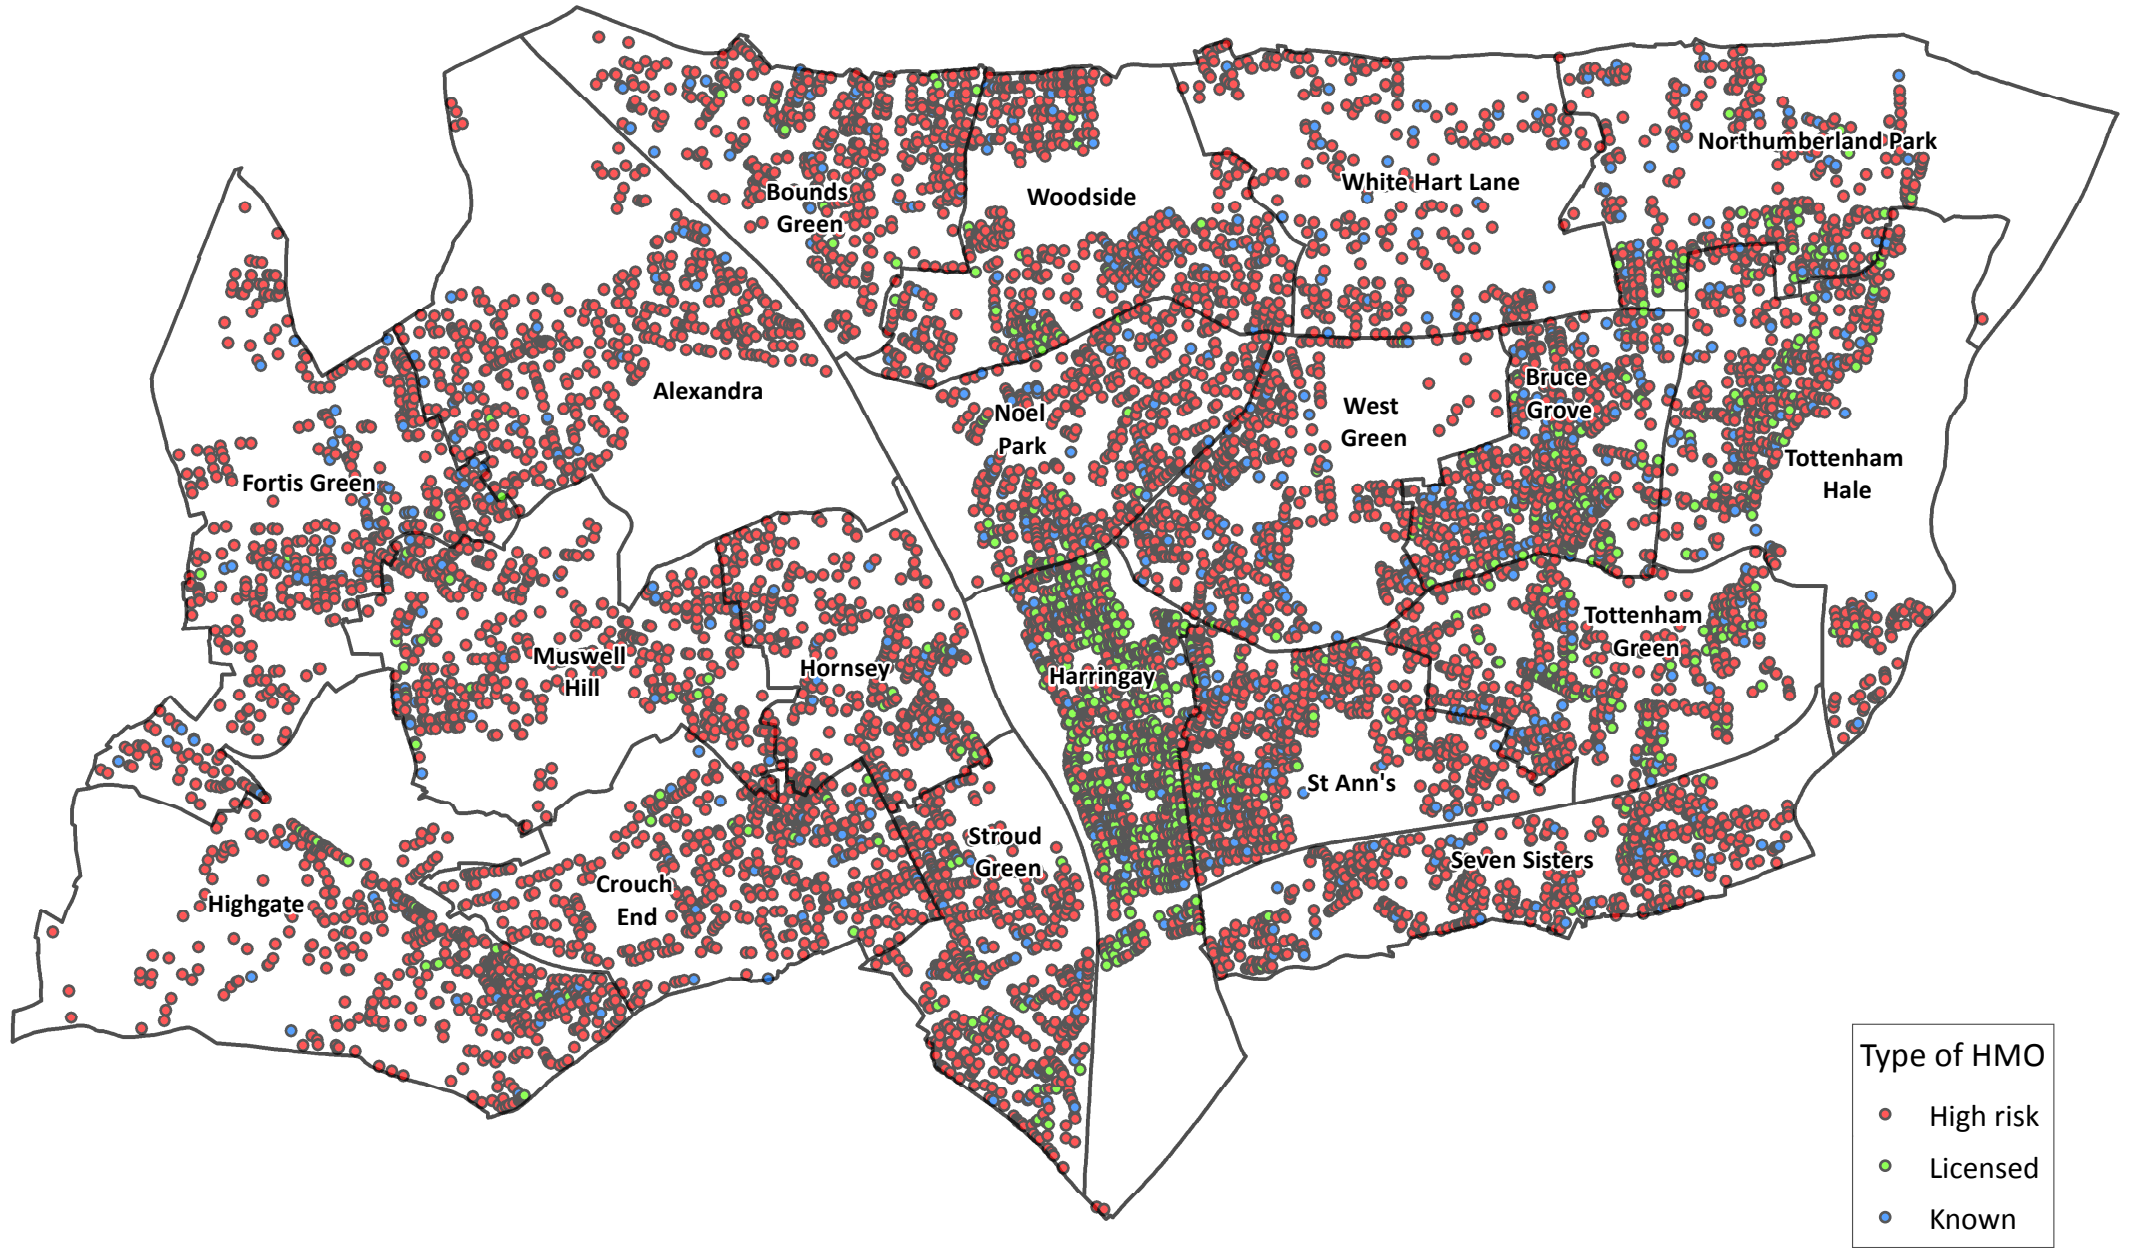 Northumberland Park
White Hart Lane
Bounds
Green
Woodside
Alexandra
Bruce
Grove
West
Green
Noel
Park
Tottenham
Hale
Fortis Green
Tottenham
Green
Muswell
Hill
Hornsey
Harringay
St Ann's
Stroud
Green
Seven Sisters
Crouch
End
Highgate
Type of HMO
High risk
Licensed
Known